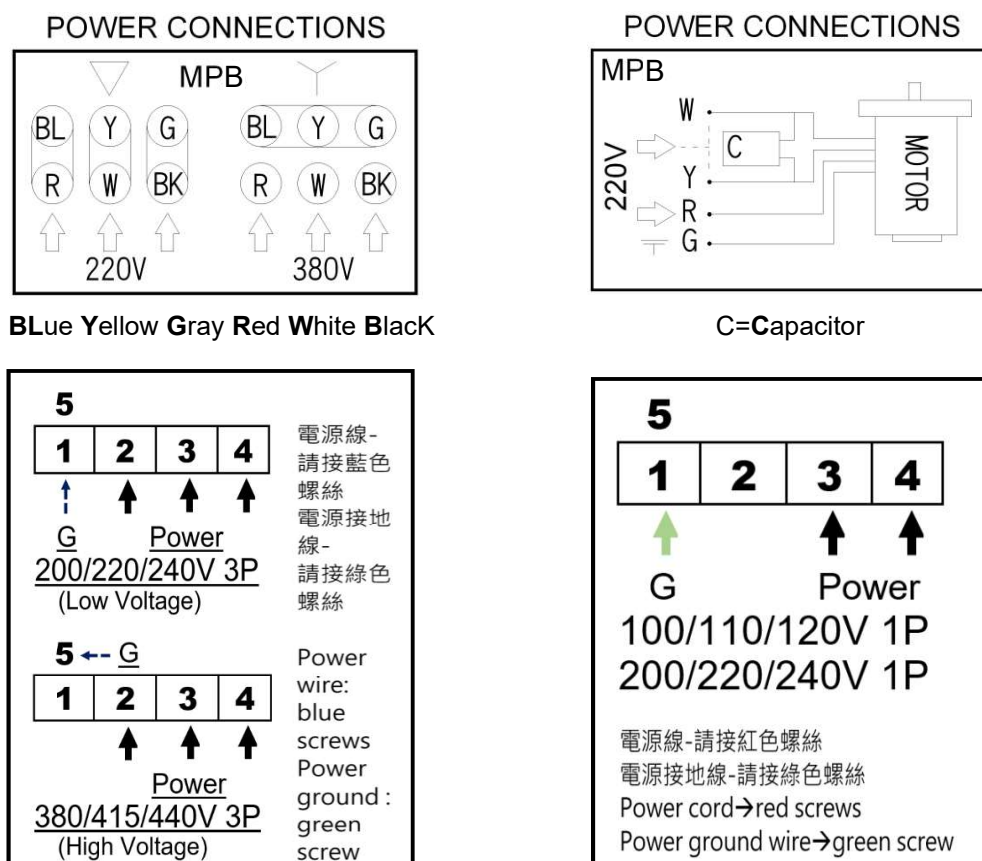 POWER CONNECTIONS
MPB
BL Y G BL Y G
R W BK R W BK
220V 380V
BLue Yellow Gray Red White BlacK
POWER CONNECTIONS
MPB
W
C
Y
R
G
220V
MOTOR
C=Capacitor
5
1 2 3 4
G Power
200/220/240V 3P
(Low Voltage)
電源線-
請接藍色
螺絲
電源接地
線-
請接綠色
螺絲
5 G
1 2 3 4
Power
380/415/440V 3P
(High Voltage)
Power
wire:
blue
screws
Power
ground :
green
screw
5
1 2 3 4
G Power
100/110/120V 1P
200/220/240V 1P
電源線-請接紅色螺絲
電源接地線-請接綠色螺絲
Power cord→red screws
Power ground wire→green screw